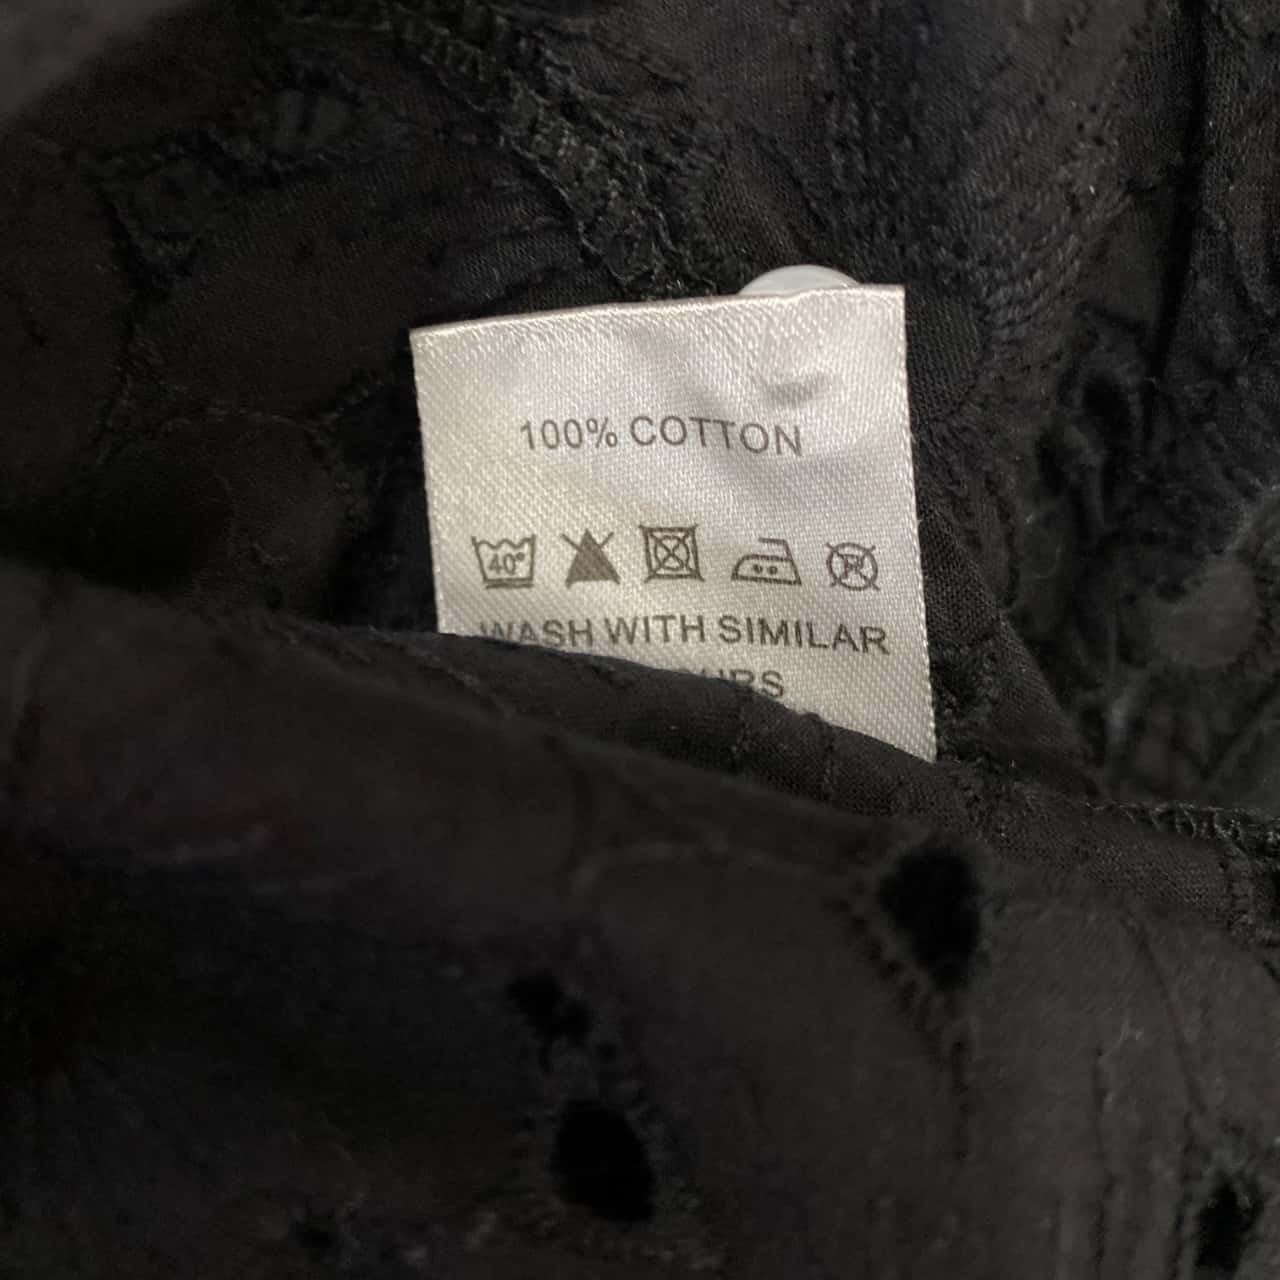 100% COTTON
40°
P
WASH WITH SIMILAR